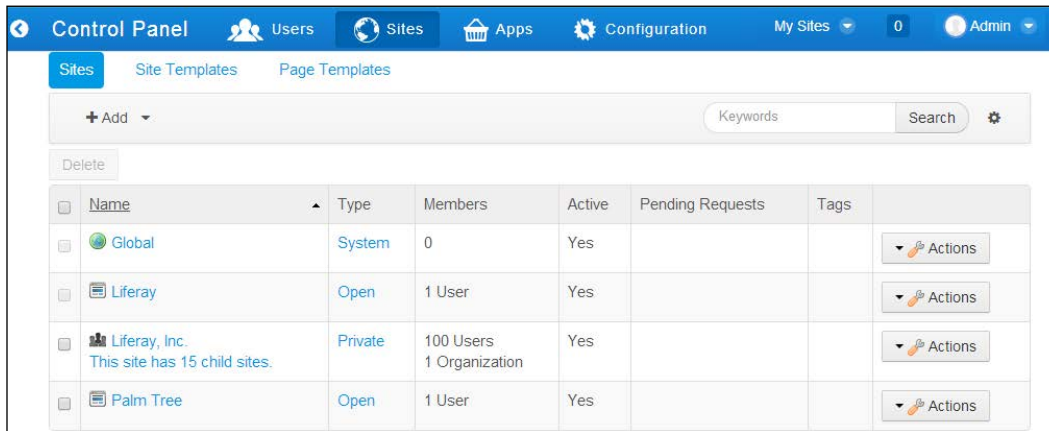 Control Panel Users Sites Apps Configuration My Sites 0 Admin
Sites Site Templates Page Templates
+ Add Keywords Search
Delete
Name Type Members Active Pending Requests Tags
Global System 0 Yes Actions
Liferay Open 1 User Yes Actions
Liferay, Inc. Private 100 Users Yes Actions
This site has 15 child sites. 1 Organization
Palm Tree Open 1 User Yes Actions